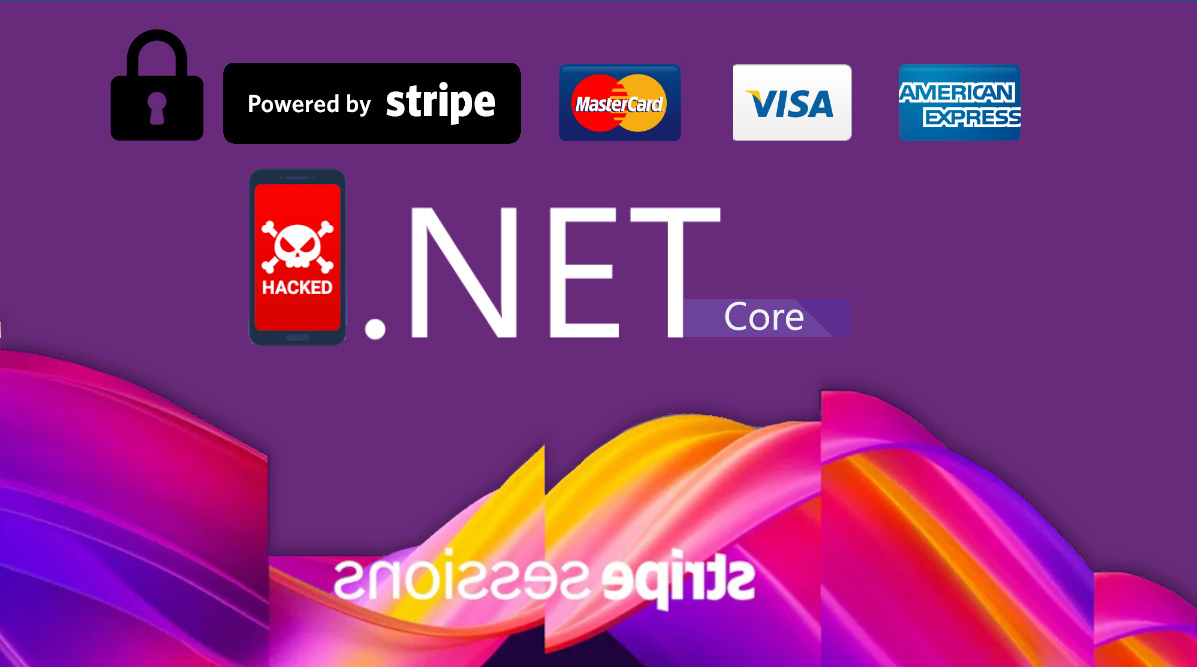 Powered by stripe
MasterCard
VISA
AMERICAN
EXPRESS
HACKED
.NET
Core
stripe sessions